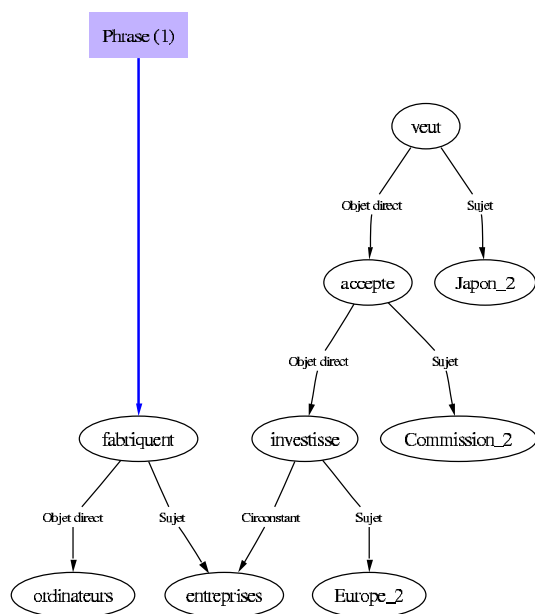 Phrase (1)
veut
Objet direct
Sujet
accepte
Japon_2
Objet direct
Sujet
fabriquent
investisse
Commission_2
Objet direct
Sujet
Circonstant
Sujet
ordinateurs
entreprises
Europe_2